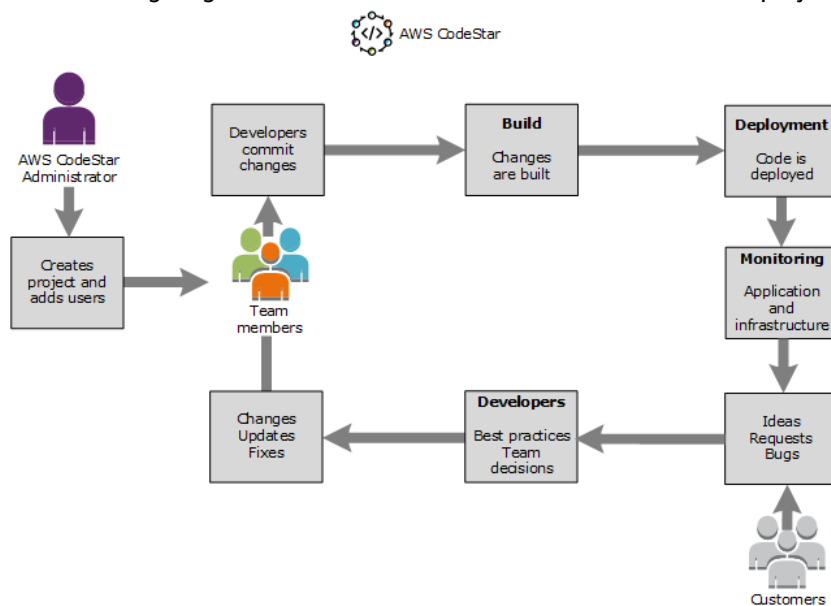 AWS CodeStar
AWS CodeStar
Administrator
Creates
project and
adds users
Team
members
Developers
commit
changes
Build
Changes
are built
Deployment
Code is
deployed
Monitoring
Application
and
infrastructure
Ideas
Requests
Bugs
Customers
Developers
Best practices
Team
decisions
Changes
Updates
Fixes